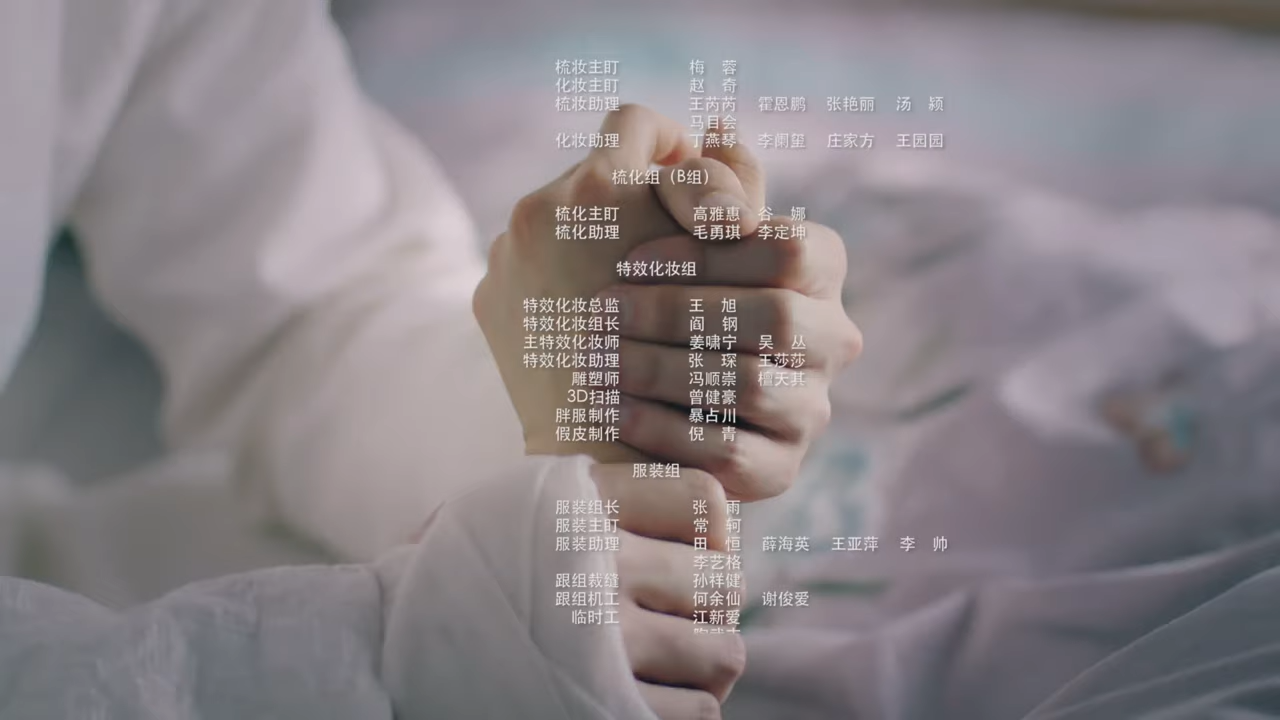 梳妆主盯 梅 蓉
化妆主盯 赵 奇
梳妆助理 王芮芮 霍恩鹏 张艳丽 汤 颍
马目会
化妆助理 丁燕琴 李阑玺 庄家方 王园园
梳化组（B组）
梳化主盯 高雅惠 谷 娜
梳化助理 毛勇琪 李定坤
特效化妆组
特效化妆总监 王 旭
特效化妆组长 阎 钢
主特效化妆师 姜啸宁 吴 丛
特效化妆助理 张 琛 王莎莎
雕塑师 冯顺崇 檀天其
3D扫描 曾健豪
胖服制作 暴占川
假皮制作 倪 青
服装组
服装组长 张 雨
服装主盯 常 轲
服装助理 田 恒 薛海英 王亚萍 李 帅
李艺格
跟组裁缝 孙祥健
跟组机工 何余仙 谢俊爱
临时工 江新爱